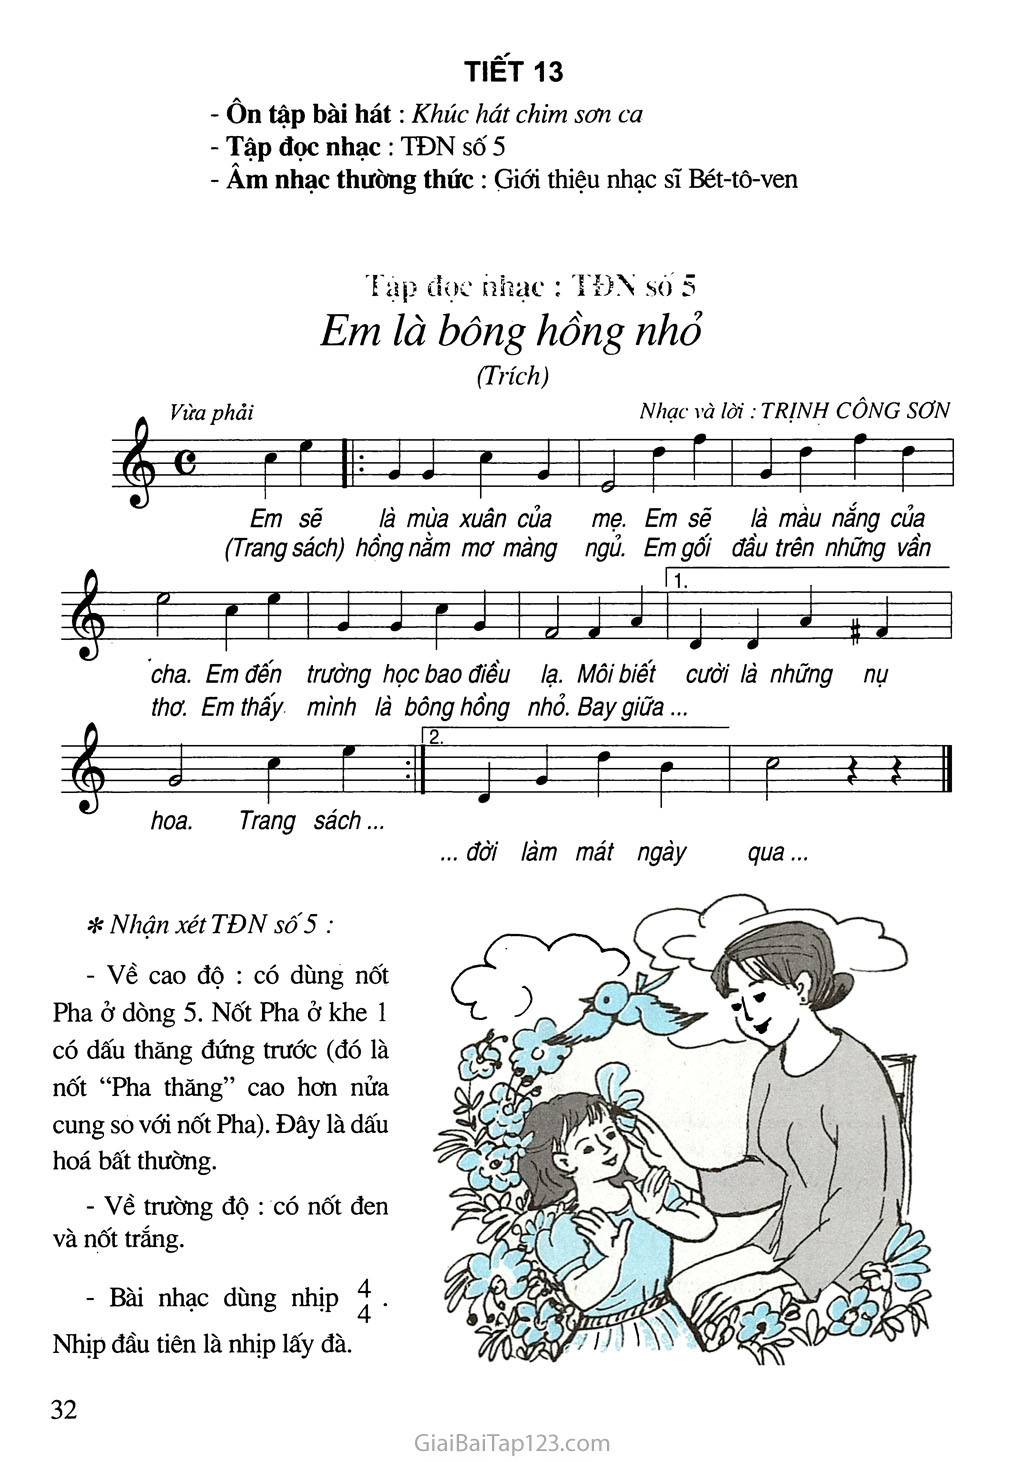 TIẾT 13
- Ôn tập bài hát : Khúc hát chim sơn ca
- Tập đọc nhạc : TĐN số 5
- Âm nhạc thường thức : Giới thiệu nhạc sĩ Bét-tô-ven
Tập đọc nhạc : TĐN số 5
Em là bông hồng nhỏ
(Trích)
Vừa phải
Nhạc và lời : TRỊNH CÔNG SƠN
Em sẽ là mùa xuân của mẹ. Em sẽ là màu nắng của
(Trang sách) hồng nằm mơ màng ngủ. Em gối đầu trên những vần
1.
cha. Em đến trường học bao điều lạ. Môi biết cười là những nụ
thơ. Em thấy mình là bông hồng nhỏ. Bay giữa ...
2.
hoa. Trang sách ...
... đời làm mát ngày qua ...
* Nhận xét TĐN số 5 :
- Về cao độ : có dùng nốt
Pha ở dòng 5. Nốt Pha ở khe 1
có dấu thăng đứng trước (đó là
nốt “Pha thăng” cao hơn nửa
cung so với nốt Pha). Đây là dấu
hoá bất thường.
- Về trường độ : có nốt đen
và nốt trắng.
- Bài nhạc dùng nhịp 4/4 .
Nhịp đầu tiên là nhịp lấy đà.
32
GiaiBaiTap123.com